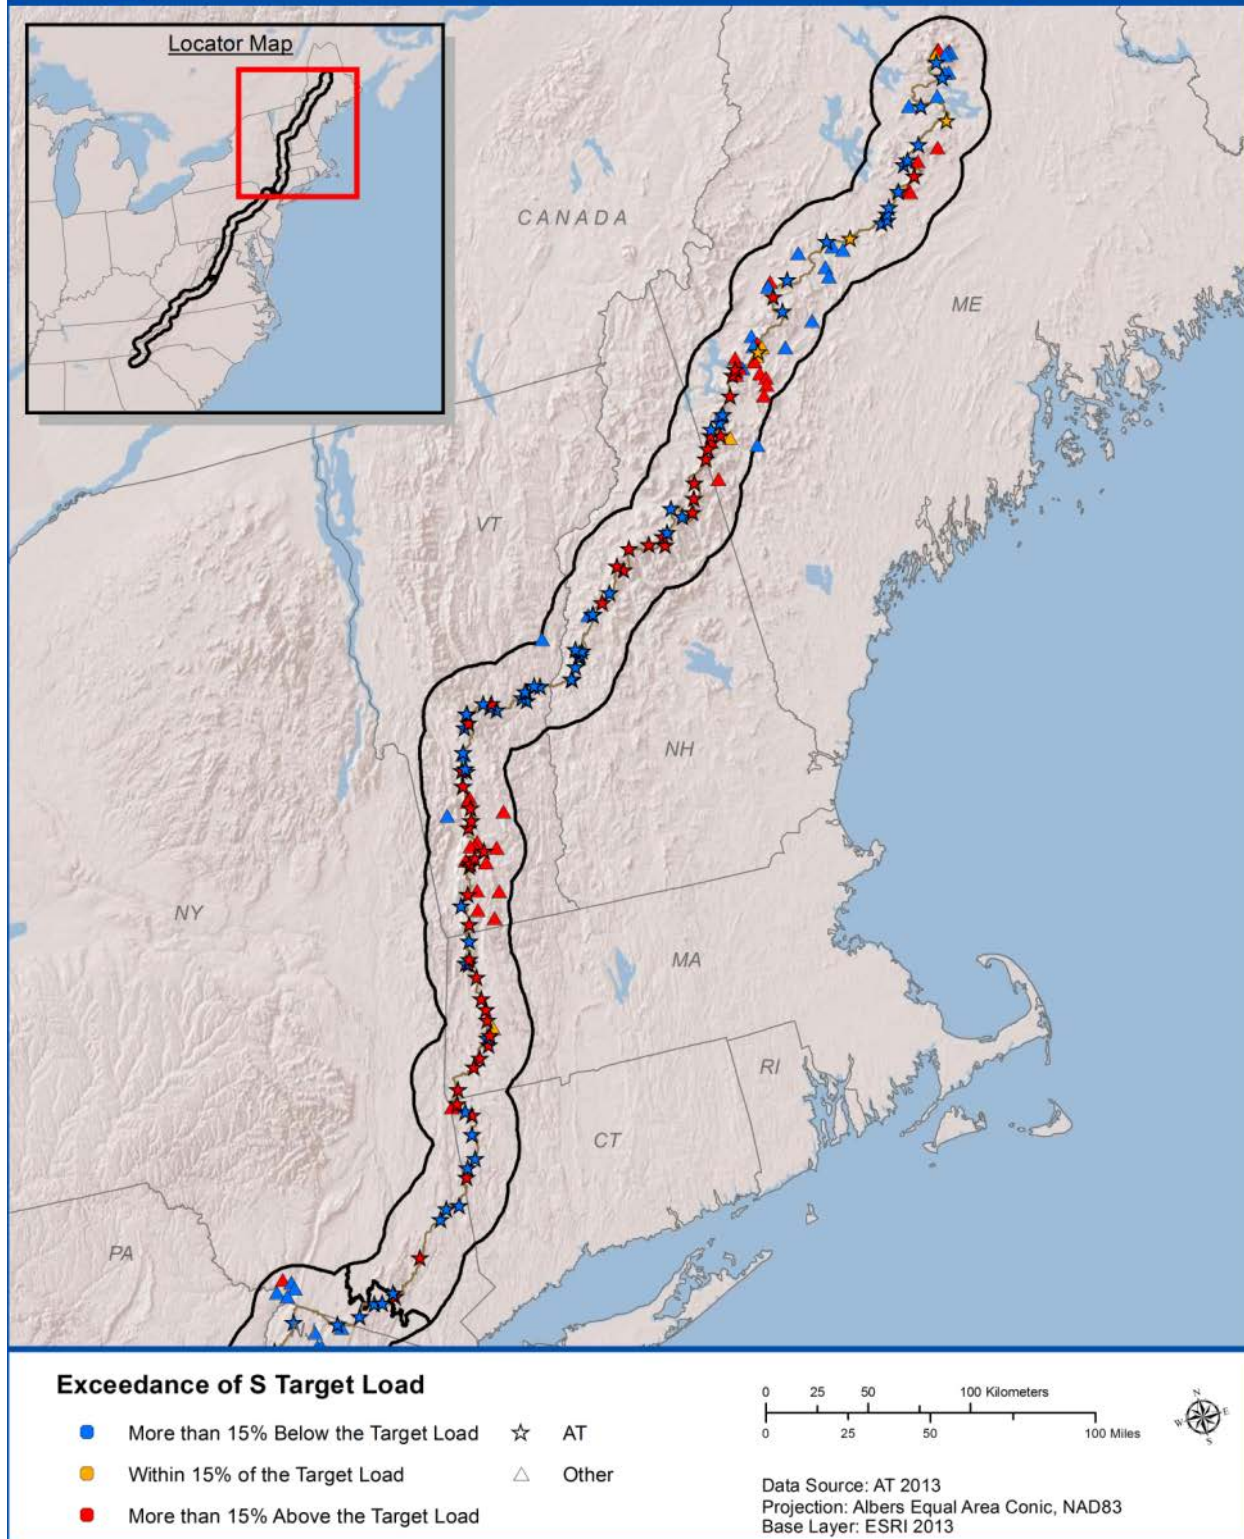 Locator Map
CANADA
ME
VT
NH
NY
MA
RI
CT
PA
Exceedance of S Target Load
More than 15% Below the Target Load
AT
Within 15% of the Target Load
Other
More than 15% Above the Target Load
0 25 50 100 Kilometers
0 25 50 100 Miles
N
W E
S
Data Source: AT 2013
Projection: Albers Equal Area Conic, NAD83
Base Layer: ESRI 2013